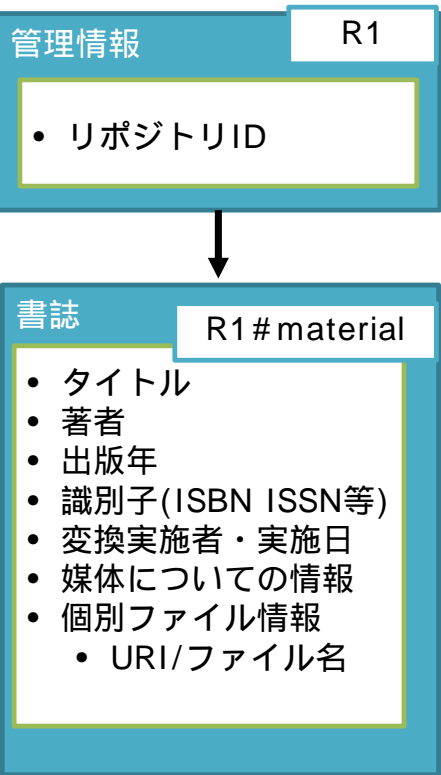 管理情報
R1
• リポジトリID
書誌
R1#material
• タイトル
• 著者
• 出版年
• 識別子(ISBN ISSN等)
• 変換実施者・実施日
• 媒体についての情報
• 個別ファイル情報
• URI/ファイル名